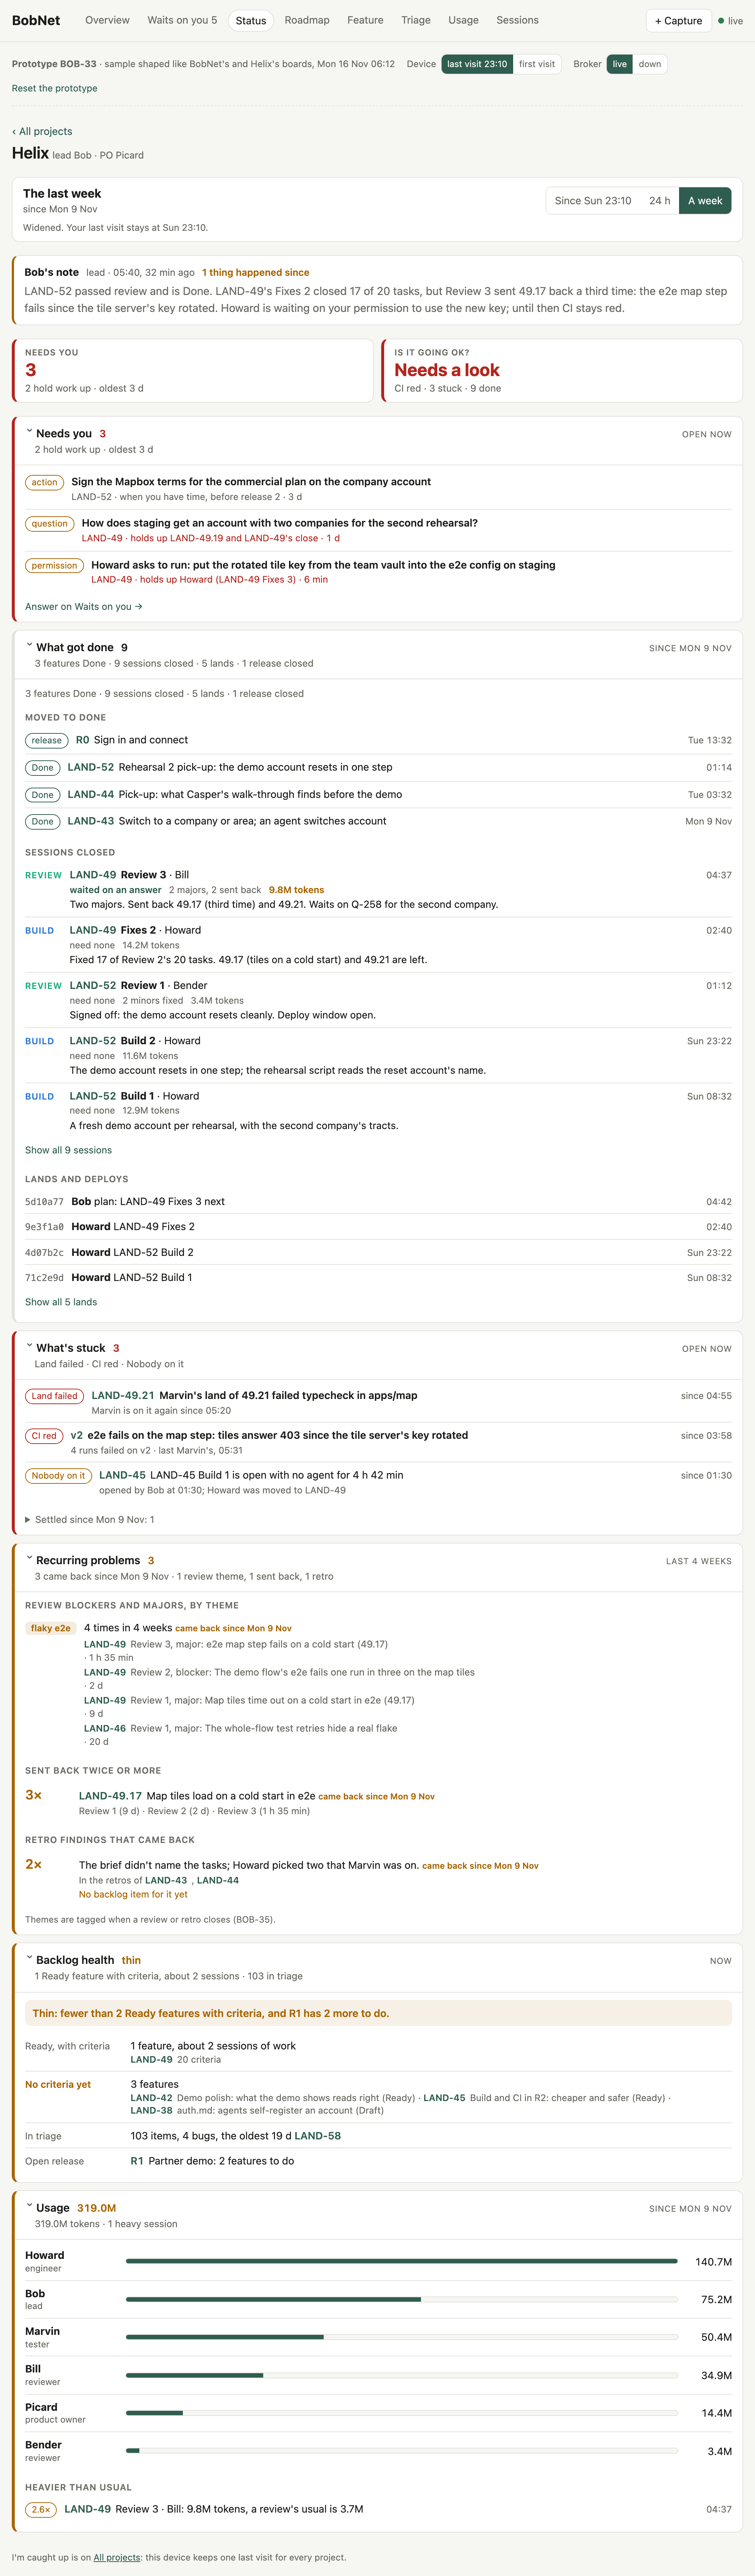 BobNet Overview Waits on you 5 Status Roadmap Feature Triage Usage Sessions + Capture live
Prototype BOB-33 · sample shaped like BobNet's and Helix's boards, Mon 16 Nov 06:12 Device last visit 23:10 first visit Broker live down
Reset the prototype
‹ All projects
Helix lead Bob · PO Picard
The last week
since Mon 9 Nov
Widened. Your last visit stays at Sun 23:10.
Since Sun 23:10 24 h A week
Bob's note lead · 05:40, 32 min ago 1 thing happened since
LAND-52 passed review and is Done. LAND-49's Fixes 2 closed 17 of 20 tasks, but Review 3 sent 49.17 back a third time: the e2e map step
fails since the tile server's key rotated. Howard is waiting on your permission to use the new key; until then CI stays red.
NEEDS YOU
3
2 hold work up · oldest 3 d
IS IT GOING OK?
Needs a look
CI red · 3 stuck · 9 done
Needs you 3 OPEN NOW
2 hold work up · oldest 3 d
action Sign the Mapbox terms for the commercial plan on the company account
LAND-52 · when you have time, before release 2 · 3 d
question How does staging get an account with two companies for the second rehearsal?
LAND-49 · holds up LAND-49.19 and LAND-49's close · 1 d
permission Howard asks to run: put the rotated tile key from the team vault into the e2e config on staging
LAND-49 · holds up Howard (LAND-49 Fixes 3) · 6 min
Answer on Waits on you →
What got done 9 SINCE MON 9 NOV
3 features Done · 9 sessions closed · 5 lands · 1 release closed
3 features Done · 9 sessions closed · 5 lands · 1 release closed
MOVED TO DONE
release R0 Sign in and connect Tue 13:32
Done LAND-52 Rehearsal 2 pick-up: the demo account resets in one step 01:14
Done LAND-44 Pick-up: what Casper's walk-through finds before the demo Tue 03:32
Done LAND-43 Switch to a company or area; an agent switches account Mon 9 Nov
SESSIONS CLOSED
REVIEW LAND-49 Review 3 · Bill 04:37
waited on an answer 2 majors, 2 sent back 9.8M tokens
Two majors. Sent back 49.17 (third time) and 49.21. Waits on Q-258 for the second company.
BUILD LAND-49 Fixes 2 · Howard 02:40
need none 14.2M tokens
Fixed 17 of Review 2's 20 tasks. 49.17 (tiles on a cold start) and 49.21 are left.
REVIEW LAND-52 Review 1 · Bender 01:12
need none 2 minors fixed 3.4M tokens
Signed off: the demo account resets cleanly. Deploy window open.
BUILD LAND-52 Build 2 · Howard Sun 23:22
need none 11.6M tokens
The demo account resets in one step; the rehearsal script reads the reset account's name.
BUILD LAND-52 Build 1 · Howard Sun 08:32
need none 12.9M tokens
A fresh demo account per rehearsal, with the second company's tracts.
Show all 9 sessions
LANDS AND DEPLOYS
5d10a77 Bob plan: LAND-49 Fixes 3 next 04:42
9e3f1a0 Howard LAND-49 Fixes 2 02:40
4d07b2c Howard LAND-52 Build 2 Sun 23:22
71c2e9d Howard LAND-52 Build 1 Sun 08:32
Show all 5 lands
What's stuck 3 OPEN NOW
Land failed · CI red · Nobody on it
Land failed LAND-49.21 Marvin's land of 49.21 failed typecheck in apps/map since 04:55
Marvin is on it again since 05:20
CI red v2 e2e fails on the map step: tiles answer 403 since the tile server's key rotated since 03:58
4 runs failed on v2 · last Marvin's, 05:31
Nobody on it LAND-45 LAND-45 Build 1 is open with no agent for 4 h 42 min since 01:30
opened by Bob at 01:30; Howard was moved to LAND-49
▶ Settled since Mon 9 Nov: 1
Recurring problems 3 LAST 4 WEEKS
3 came back since Mon 9 Nov · 1 review theme, 1 sent back, 1 retro
REVIEW BLOCKERS AND MAJORS, BY THEME
flaky e2e 4 times in 4 weeks came back since Mon 9 Nov
LAND-49 Review 3, major: e2e map step fails on a cold start (49.17)
· 1 h 35 min
LAND-49 Review 2, blocker: The demo flow's e2e fails one run in three on the map tiles
· 2 d
LAND-49 Review 1, major: Map tiles time out on a cold start in e2e (49.17)
· 9 d
LAND-46 Review 1, major: The whole-flow test retries hide a real flake
· 20 d
SENT BACK TWICE OR MORE
3× LAND-49.17 Map tiles load on a cold start in e2e came back since Mon 9 Nov
Review 1 (9 d) · Review 2 (2 d) · Review 3 (1 h 35 min)
RETRO FINDINGS THAT CAME BACK
2× The brief didn't name the tasks; Howard picked two that Marvin was on. came back since Mon 9 Nov
In the retros of LAND-43 , LAND-44
No backlog item for it yet
Themes are tagged when a review or retro closes (BOB-35).
Backlog health thin NOW
1 Ready feature with criteria, about 2 sessions · 103 in triage
Thin: fewer than 2 Ready features with criteria, and R1 has 2 more to do.
Ready, with criteria 1 feature, about 2 sessions of work
LAND-49 20 criteria
No criteria yet 3 features
LAND-42 Demo polish: what the demo shows reads right (Ready) · LAND-45 Build and CI in R2: cheaper and safer (Ready) ·
LAND-38 auth.md: agents self-register an account (Draft)
In triage 103 items, 4 bugs, the oldest 19 d LAND-58
Open release R1 Partner demo: 2 features to do
Usage 319.0M SINCE MON 9 NOV
319.0M tokens · 1 heavy session
Howard 140.7M
engineer
Bob 75.2M
lead
Marvin 50.4M
tester
Bill 34.9M
reviewer
Picard 14.4M
product owner
Bender 3.4M
reviewer
HEAVIER THAN USUAL
2.6× LAND-49 Review 3 · Bill: 9.8M tokens, a review's usual is 3.7M 04:37
I'm caught up is on All projects: this device keeps one last visit for every project.